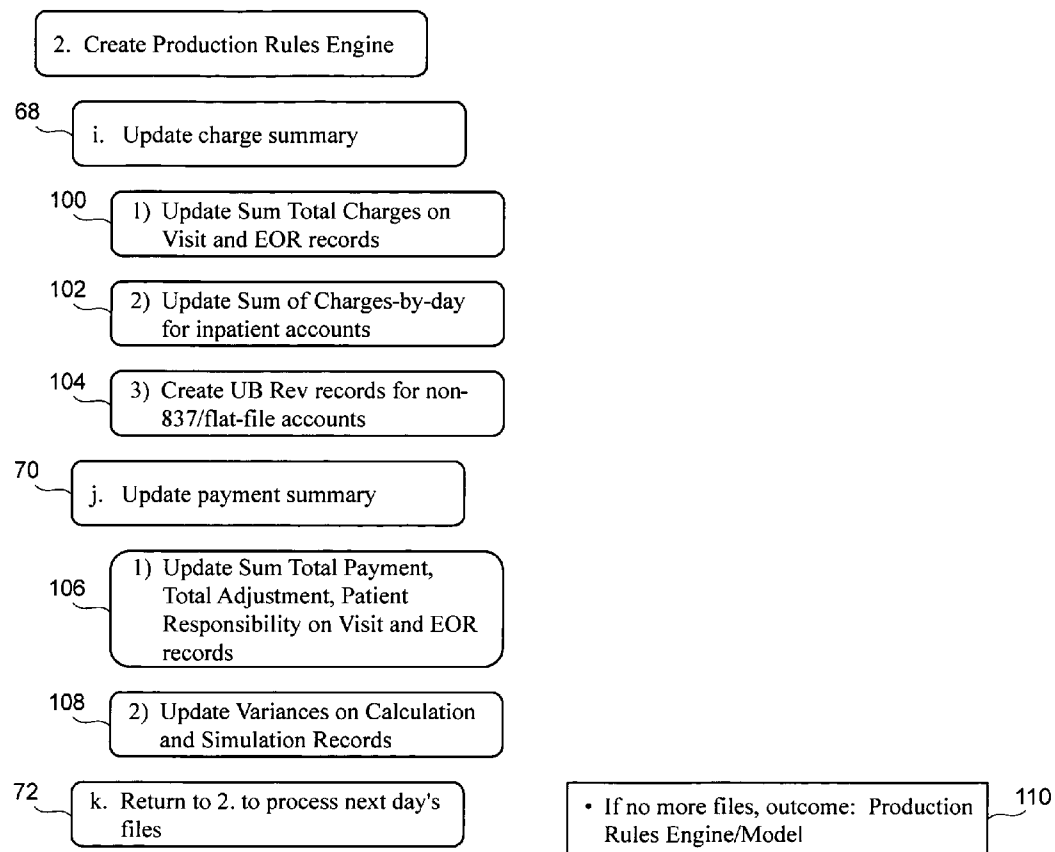 2. Create Production Rules Engine
68
i. Update charge summary
100
1) Update Sum Total Charges on
Visit and EOR records
102
2) Update Sum of Charges-by-day
for inpatient accounts
104
3) Create UB Rev records for non-
837/flat-file accounts
70
j. Update payment summary
106
1) Update Sum Total Payment,
Total Adjustment, Patient
Responsibility on Visit and EOR
records
108
2) Update Variances on Calculation
and Simulation Records
72
k. Return to 2. to process next day's
files
• If no more files, outcome: Production
Rules Engine/Model
110